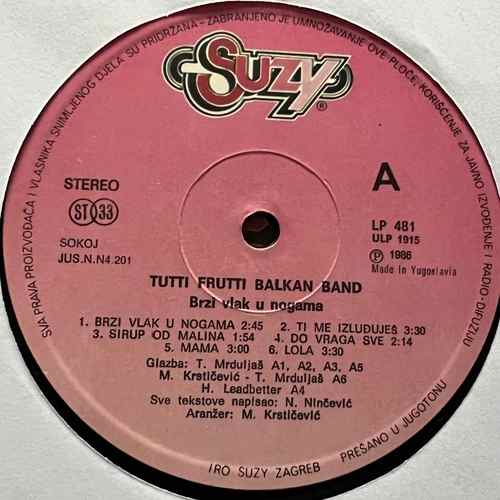 SVA PRAVA PROIZVOĐAČA I VLASNIKA SNIMLJENOG DJELA SU PRIDRŽANA - ZABRANJENO JE UMNOŽAVANJE OVE PLOČE, KORIŠĆENJE ZA JAVNO IZVOĐENJE I RADIO-DIFUZIJU
SUZY®
STEREO
A
ST 33
LP 481
ULP 1915
SOKOJ
JUS.N.N4.201
Ⓟ 1986
Made in Yugoslavia
TUTTI FRUTTI BALKAN BAND
Brzi vlak u nogama
1. BRZI VLAK U NOGAMA 2:45 2. TI ME IZLUĐUJEŠ 3:30
3. SIRUP OD MALINA 1:54 4. DO VRAGA SVE 2:14
5. MAMA 3:00 6. LOLA 3:30
Glazba: T. Mrduljaš A1, A2, A3, A5
M. Krstičević - T. Mrduljaš A6
H. Leadbetter A4
Sve tekstove napisao: N. Ninčević
Aranžer: M. Krstičević
IRO SUZY ZAGREB
PREŠANO U JUGOTONU